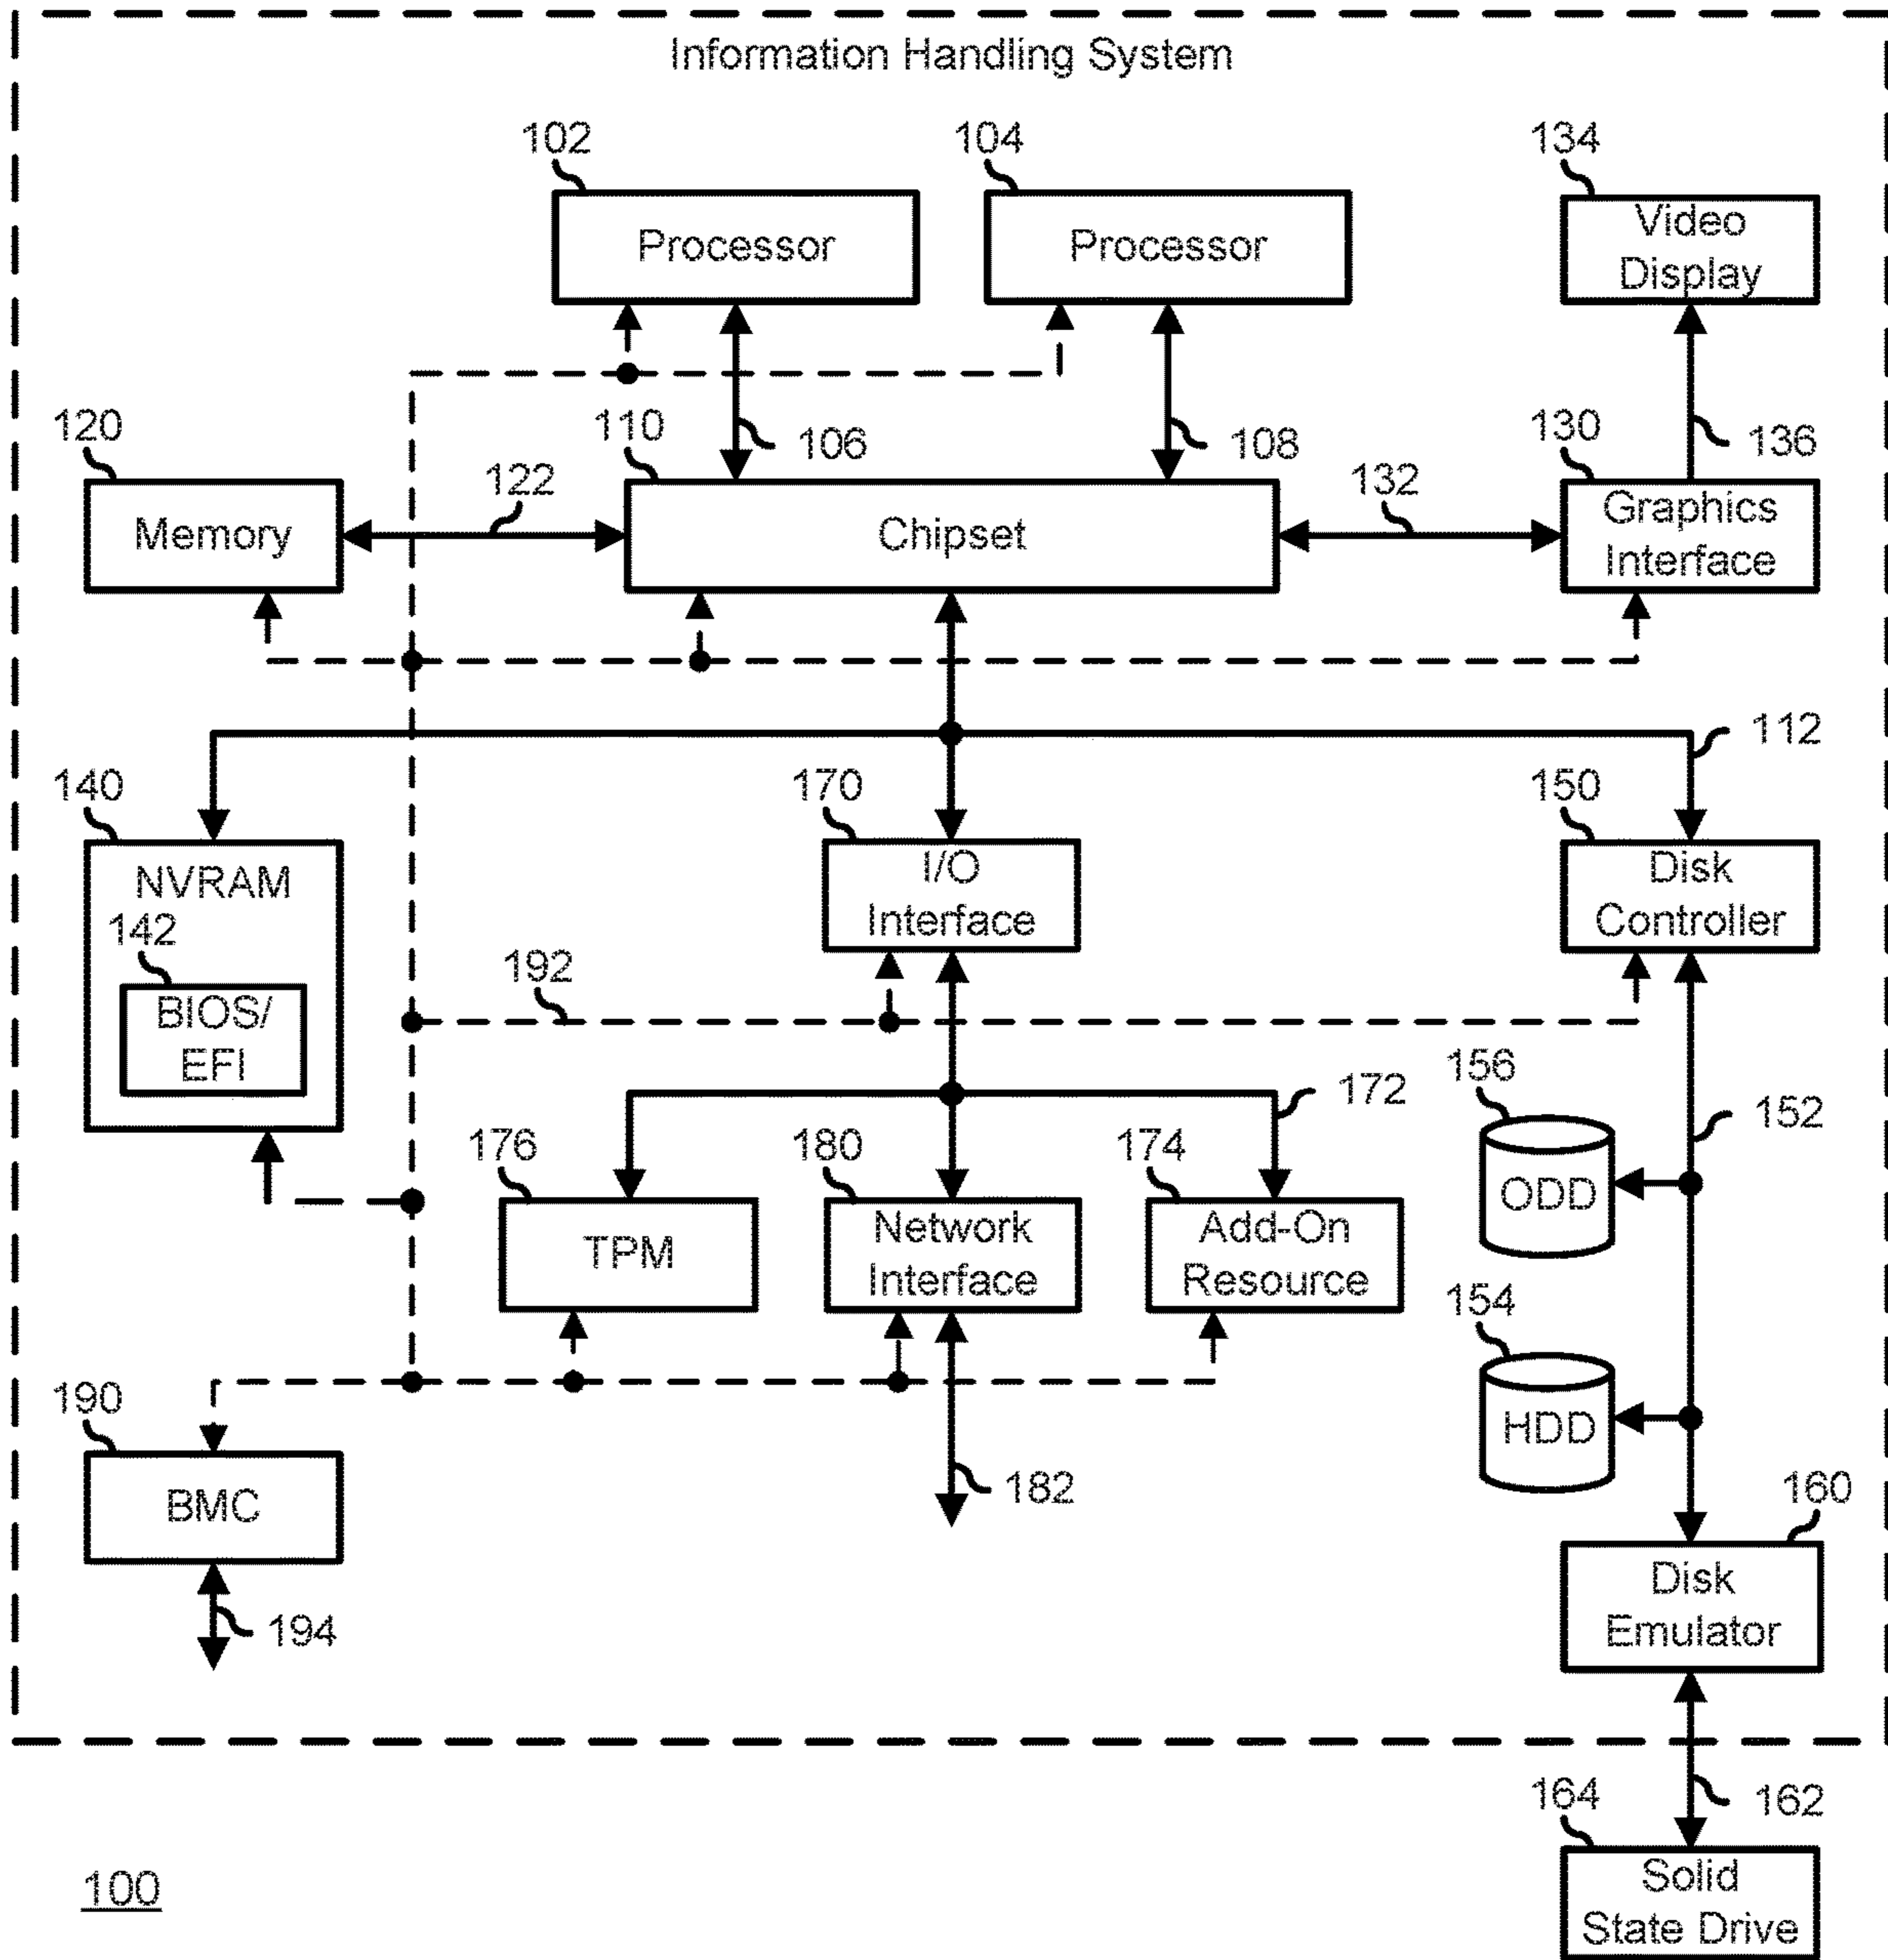 Information Handling System
102
104
134
Processor
Processor
Video
Display
120
110
106
108
130
136
122
132
Memory
Chipset
Graphics
Interface
112
140
170
150
NVRAM
I/O
Interface
Disk
Controller
142
192
BIOS/
EFI
156
172
152
176
180
174
ODD
TPM
Network
Interface
Add-On
Resource
154
190
HDD
BMC
182
160
194
Disk
Emulator
164
162
100
Solid
State Drive